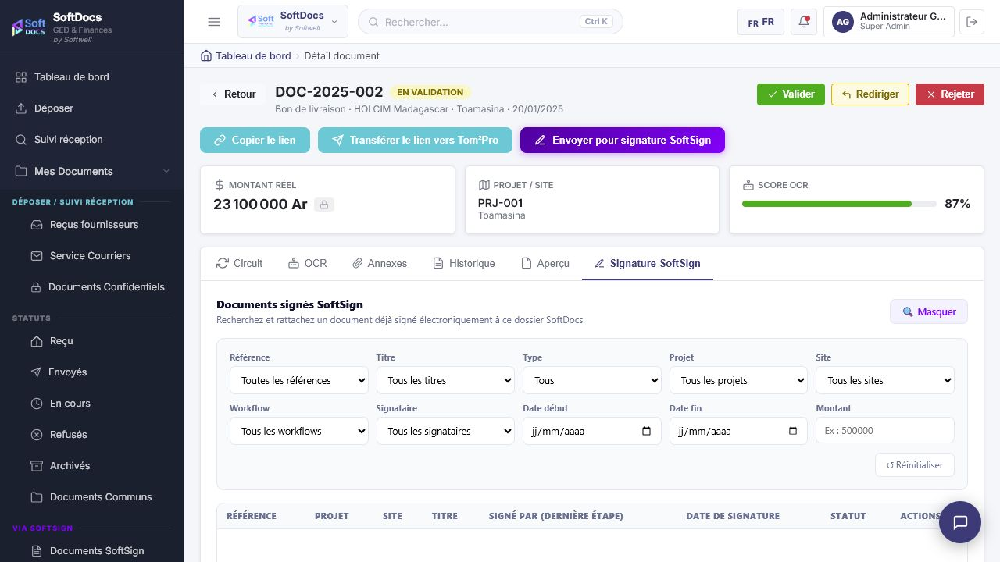 SoftDocs
GED & Finances
by Softwell
Soft DOCS
Tableau de bord
Déposer
Suivi réception
Mes Documents
DÉPOSER / SUIVI RÉCEPTION
Reçus fournisseurs
Service Courriers
Documents Confidentiels
STATUTS
Reçu
Envoyés
En cours
Refusés
Archivés
Documents Communs
VIA SOFTSIGN
Documents SoftSign
Soft DOCS
SoftDocs
by Softwell
Rechercher...
Ctrl K
FR FR
AG
Administrateur G...
Super Admin
Tableau de bord › Détail document
‹ Retour
DOC-2025-002 EN VALIDATION
Bon de livraison · HOLCIM Madagascar · Toamasina · 20/01/2025
Valider
Rediriger
Rejeter
Copier le lien
Transférer le lien vers Tom²Pro
Envoyer pour signature SoftSign
MONTANT RÉEL
23 100 000 Ar
PROJET / SITE
PRJ-001
Toamasina
SCORE OCR
87%
Circuit
OCR
Annexes
Historique
Aperçu
Signature SoftSign
Documents signés SoftSign
Recherchez et rattachez un document déjà signé électroniquement à ce dossier SoftDocs.
Masquer
Référence Titre Type Projet Site
Toutes les références Tous les titres Tous Tous les projets Tous les sites
Workflow Signataire Date début Date fin Montant
Tous les workflows Tous les signataires jj/mm/aaaa jj/mm/aaaa Ex : 500000
↺ Réinitialiser
RÉFÉRENCE PROJET SITE TITRE SIGNÉ PAR (DERNIÈRE ÉTAPE) DATE DE SIGNATURE STATUT ACTIONS